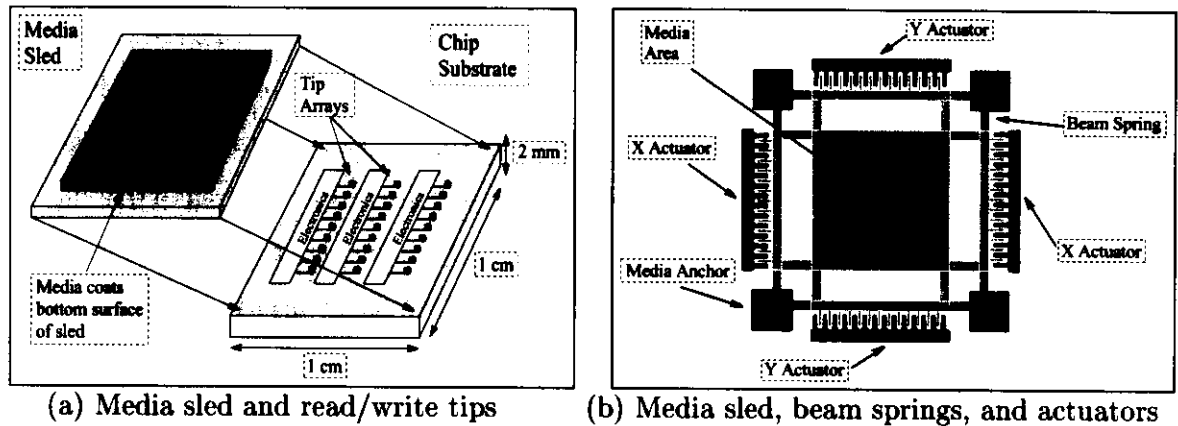 Media
Sled
Chip
Substrate
Tip
Arrays
2 mm
Electronics
Electronics
Electronics
1 cm
Media coats
bottom surface
of sled
1 cm
(a) Media sled and read/write tips
Y Actuator
Media
Area
Beam Spring
X Actuator
X Actuator
Media Anchor
Y Actuator
(b) Media sled, beam springs, and actuators